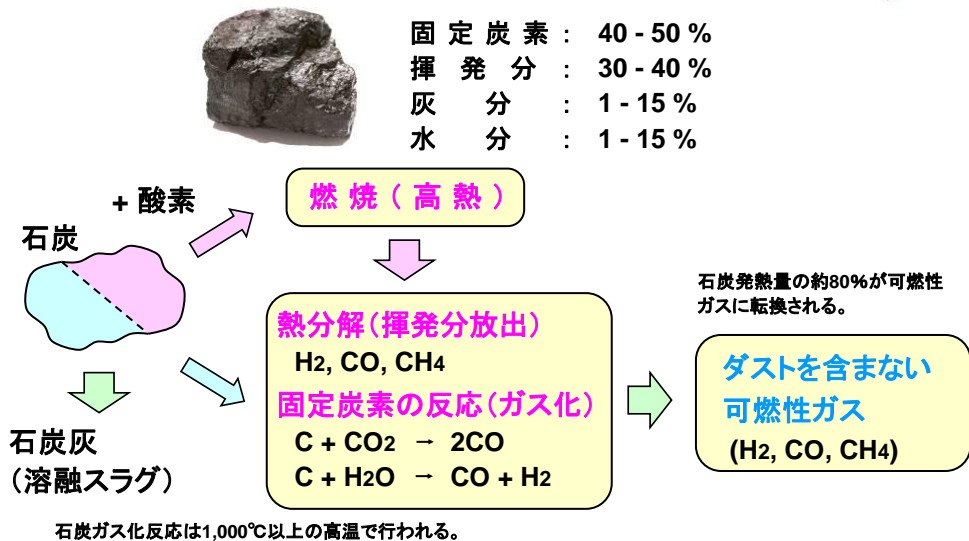 固定炭素： 40 - 50 %
揮発分： 30 - 40 %
灰分： 1 - 15 %
水分： 1 - 15 %
+ 酸素
燃焼（高熱）
石炭
石炭発熱量の約80%が可燃性
ガスに転換される。
熱分解（揮発分放出）
H2, CO, CH4
固定炭素の反応（ガス化）
C + CO2 → 2CO
C + H2O → CO + H2
ダストを含まない
可燃性ガス
(H2, CO, CH4)
石炭灰
（溶融スラグ）
石炭ガス化反応は1,000℃以上の高温で行われる。